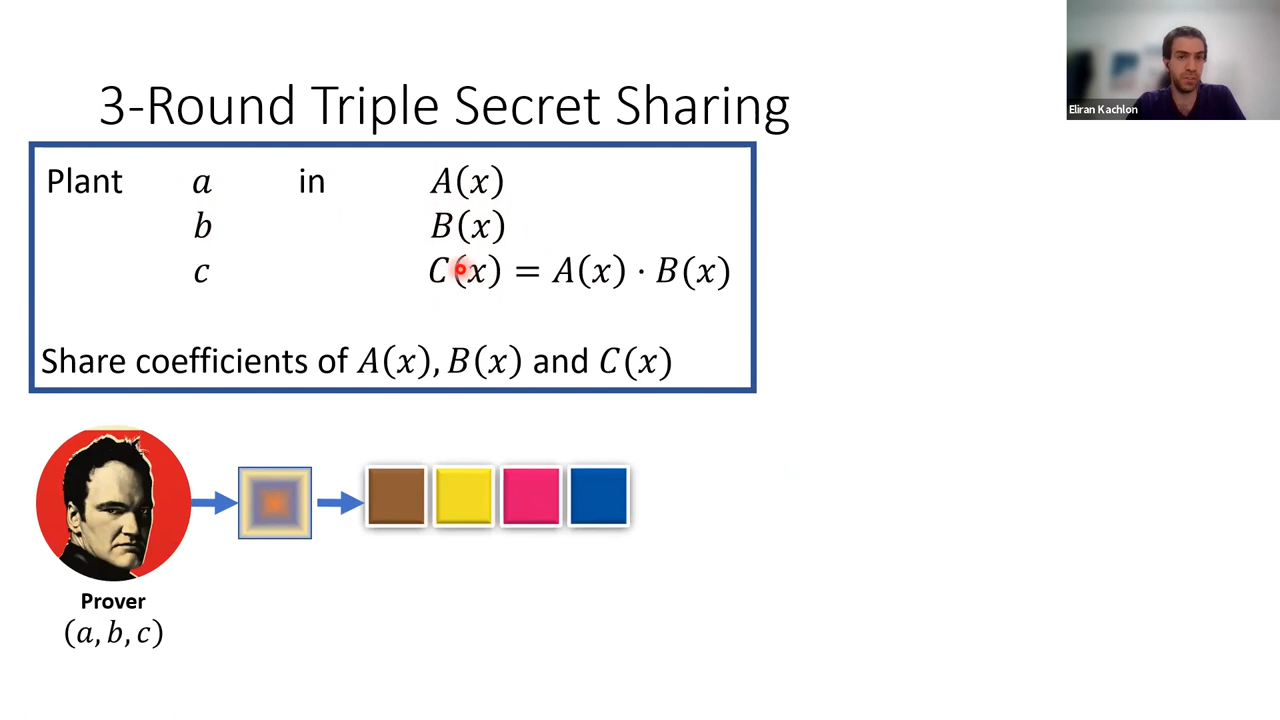 3-Round Triple Secret Sharing
Plant a in A(x)
b B(x)
c C(x) = A(x) · B(x)
Share coefficients of A(x), B(x) and C(x)
Prover
(a, b, c)
Eliran Kachlon